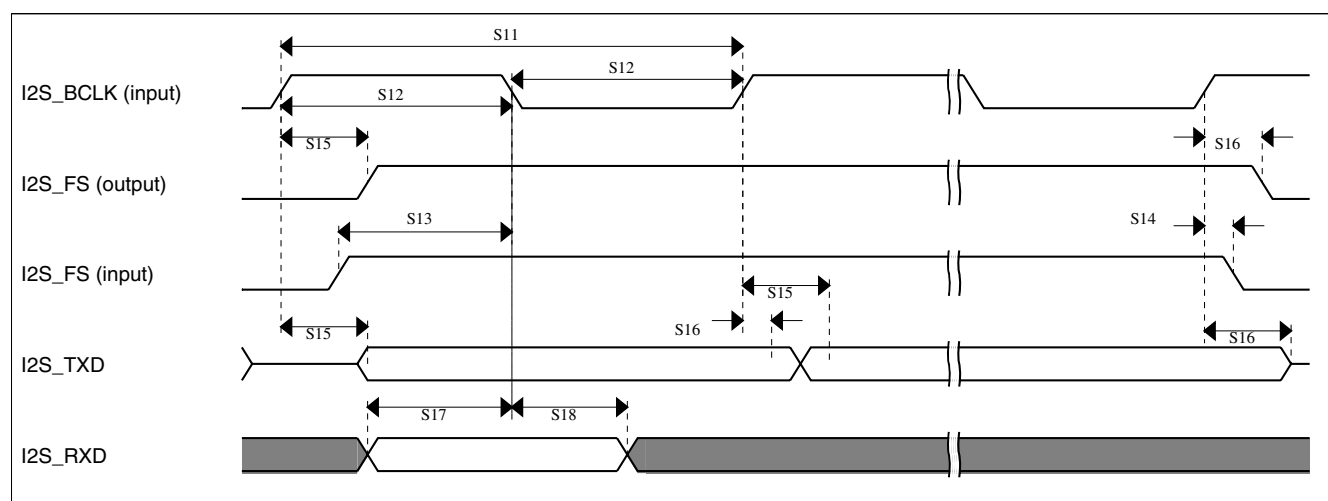 S11
I2S_BCLK (input)
S12
S12
S15
S16
I2S_FS (output)
S13
S14
I2S_FS (input)
S15
S15
S16
S16
I2S_TXD
S17
S18
I2S_RXD